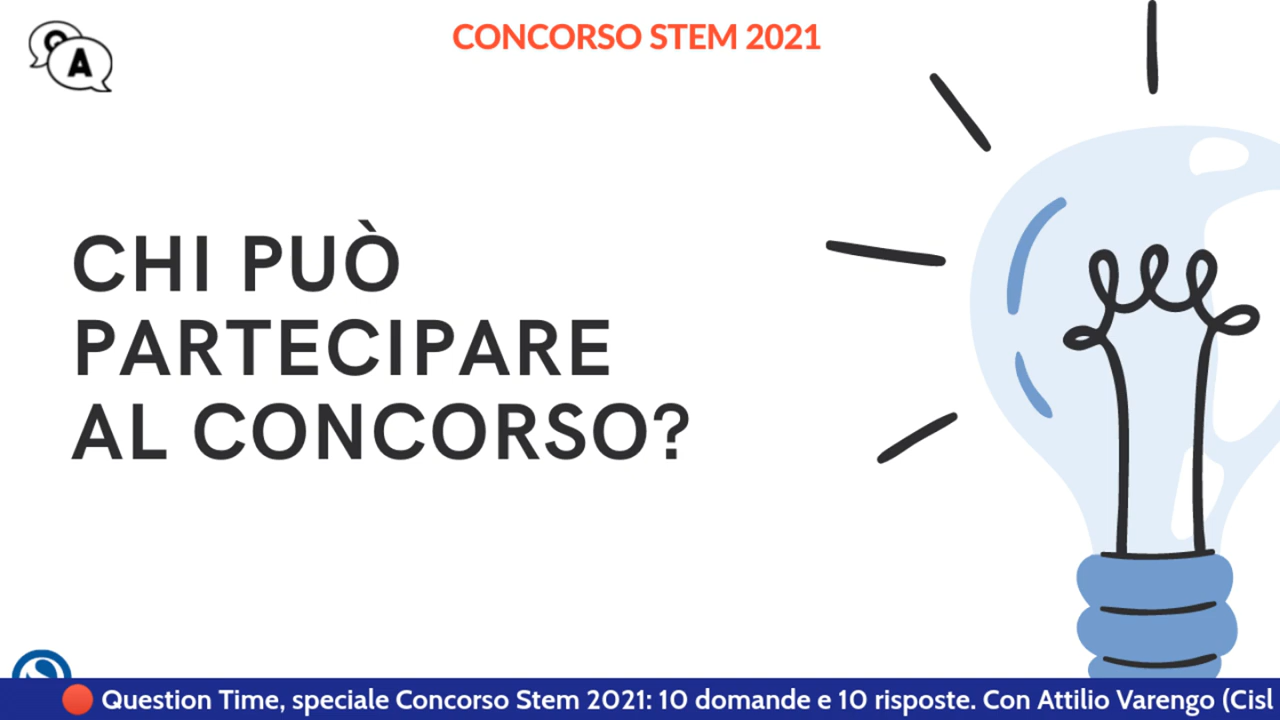 Q
A
CONCORSO STEM 2021
CHI PUÒ
PARTECIPARE
AL CONCORSO?
Question Time, speciale Concorso Stem 2021: 10 domande e 10 risposte. Con Attilio Varengo (Cisl